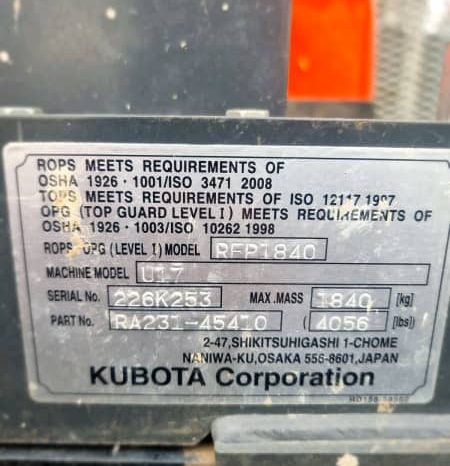 ROPS MEETS REQUIREMENTS OF
OSHA 1926・1001/ISO 3471 2008
TOPS MEETS REQUIREMENTS OF ISO 12117 1997
OPG (TOP GUARD LEVEL I) MEETS REQUIREMENTS OF
OSHA 1926・1003/ISO 10262 1998
ROPS・OPG (LEVEL I) MODEL RFP1840
MACHINE MODEL U17
SERIAL No. 226K253 MAX.MASS 1840 [kg]
PART No. RA231-45410 (4056) [lbs]
2-47,SHIKITSUHIGASHI 1-CHOME
NANIWA-KU,OSAKA 556-8601,JAPAN
KUBOTA Corporation